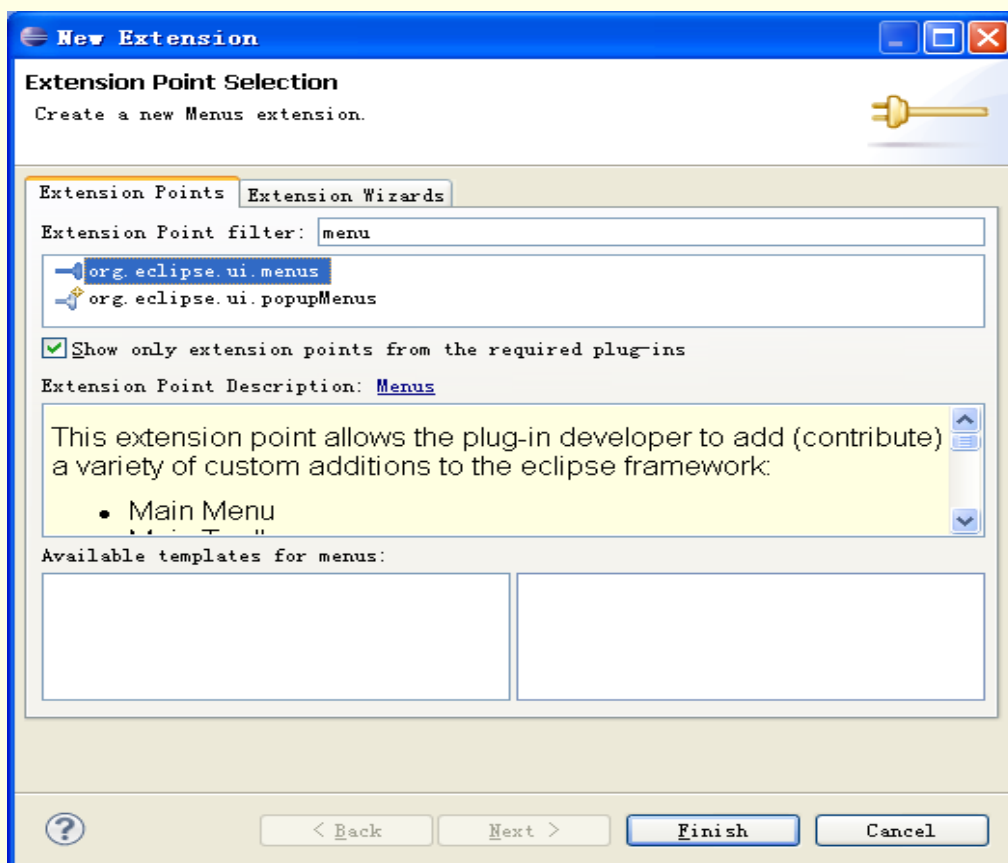 New Extension
Extension Point Selection
Create a new Menus extension.
Extension Points
Extension Wizards
Extension Point filter: menu
org.eclipse.ui.menus
org.eclipse.ui.popupMenus
Show only extension points from the required plug-ins
Extension Point Description: Menus
This extension point allows the plug-in developer to add (contribute)
a variety of custom additions to the eclipse framework:
• Main Menu
Available templates for menus:
?
< Back
Next >
Finish
Cancel